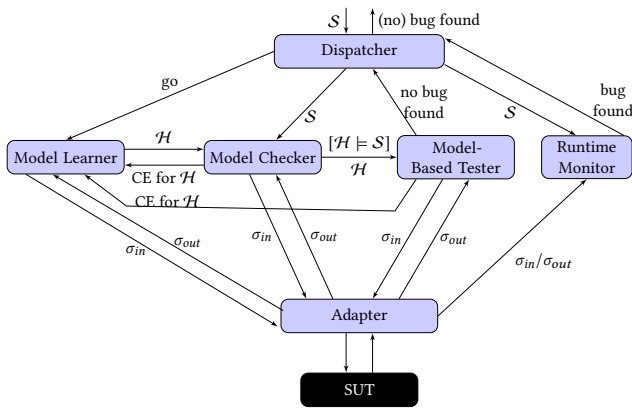 𝒮
(no) bug found
Dispatcher
go
𝒮
no bug
found
𝒮
bug
found
Model Learner
ℋ
CE for ℋ
Model Checker
[ℋ ⊨ 𝒮]
ℋ
Model-
Based Tester
Runtime
Monitor
CE for ℋ
σ_in
σ_out
σ_in
σ_out
σ_in
σ_out
σ_in/σ_out
Adapter
SUT